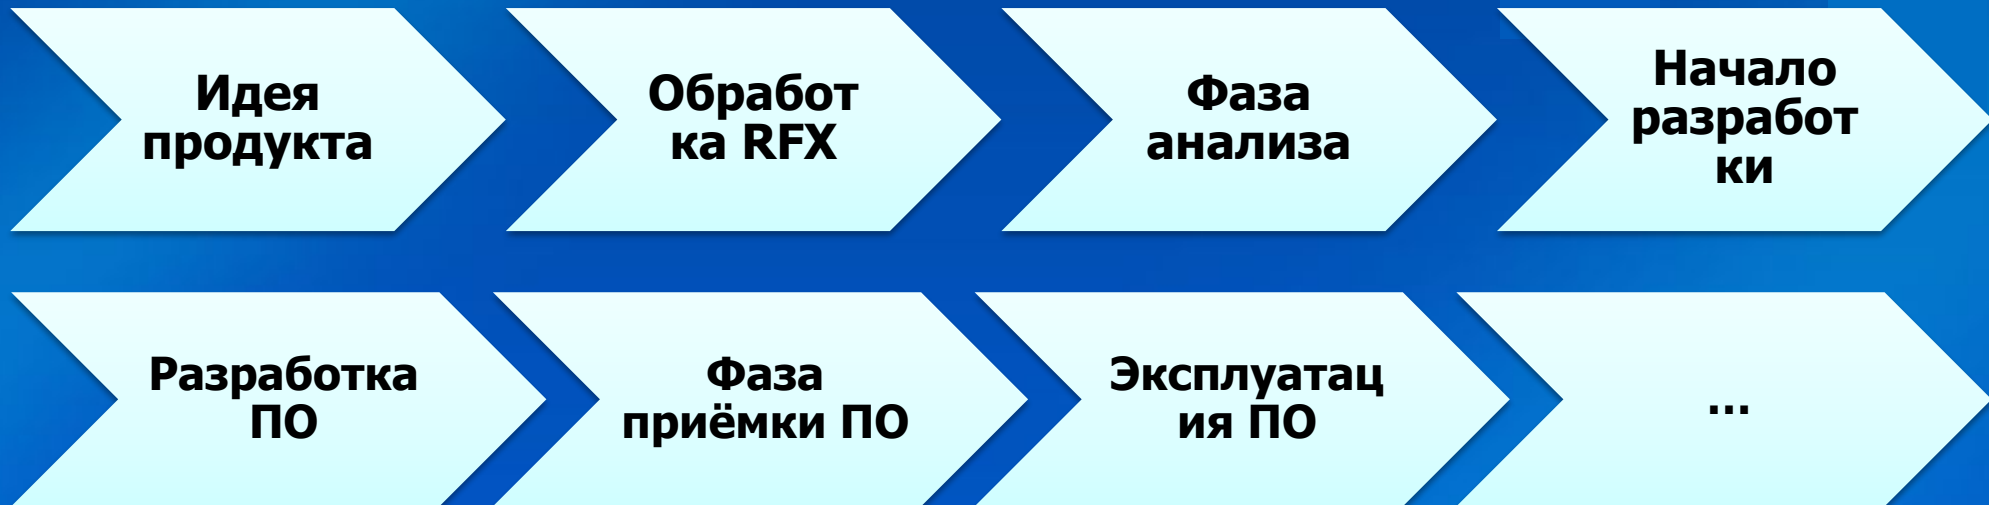 Идея
продукта
Обработ
ка RFX
Фаза
анализа
Начало
разработ
ки
Разработка
ПО
Фаза
приёмки ПО
Эксплуатац
ия ПО
...